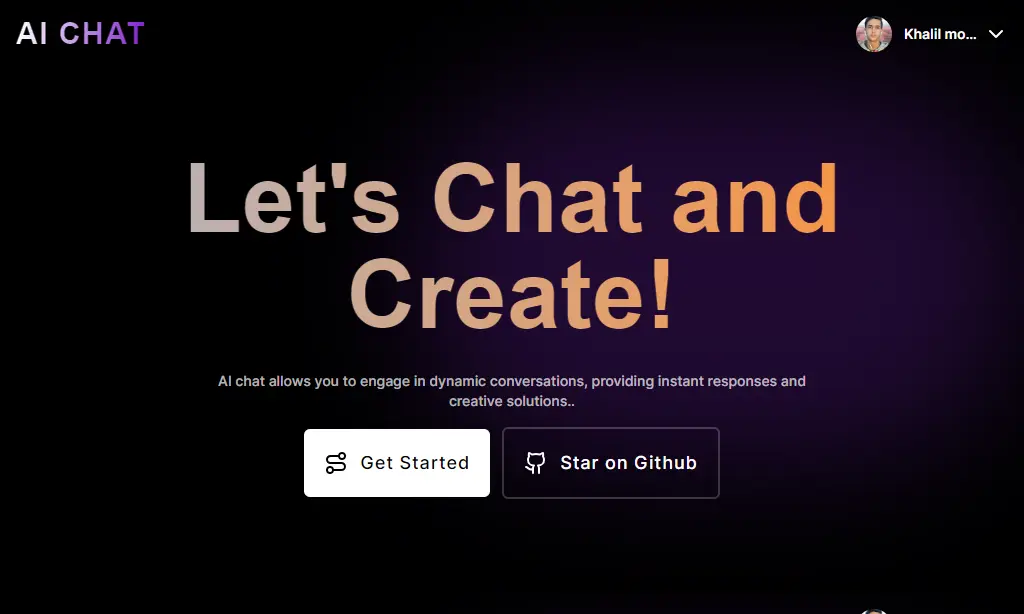 AI CHAT
Khalil mo...
Let's Chat and
Create!
AI chat allows you to engage in dynamic conversations, providing instant responses and
creative solutions..
Get Started
Star on Github